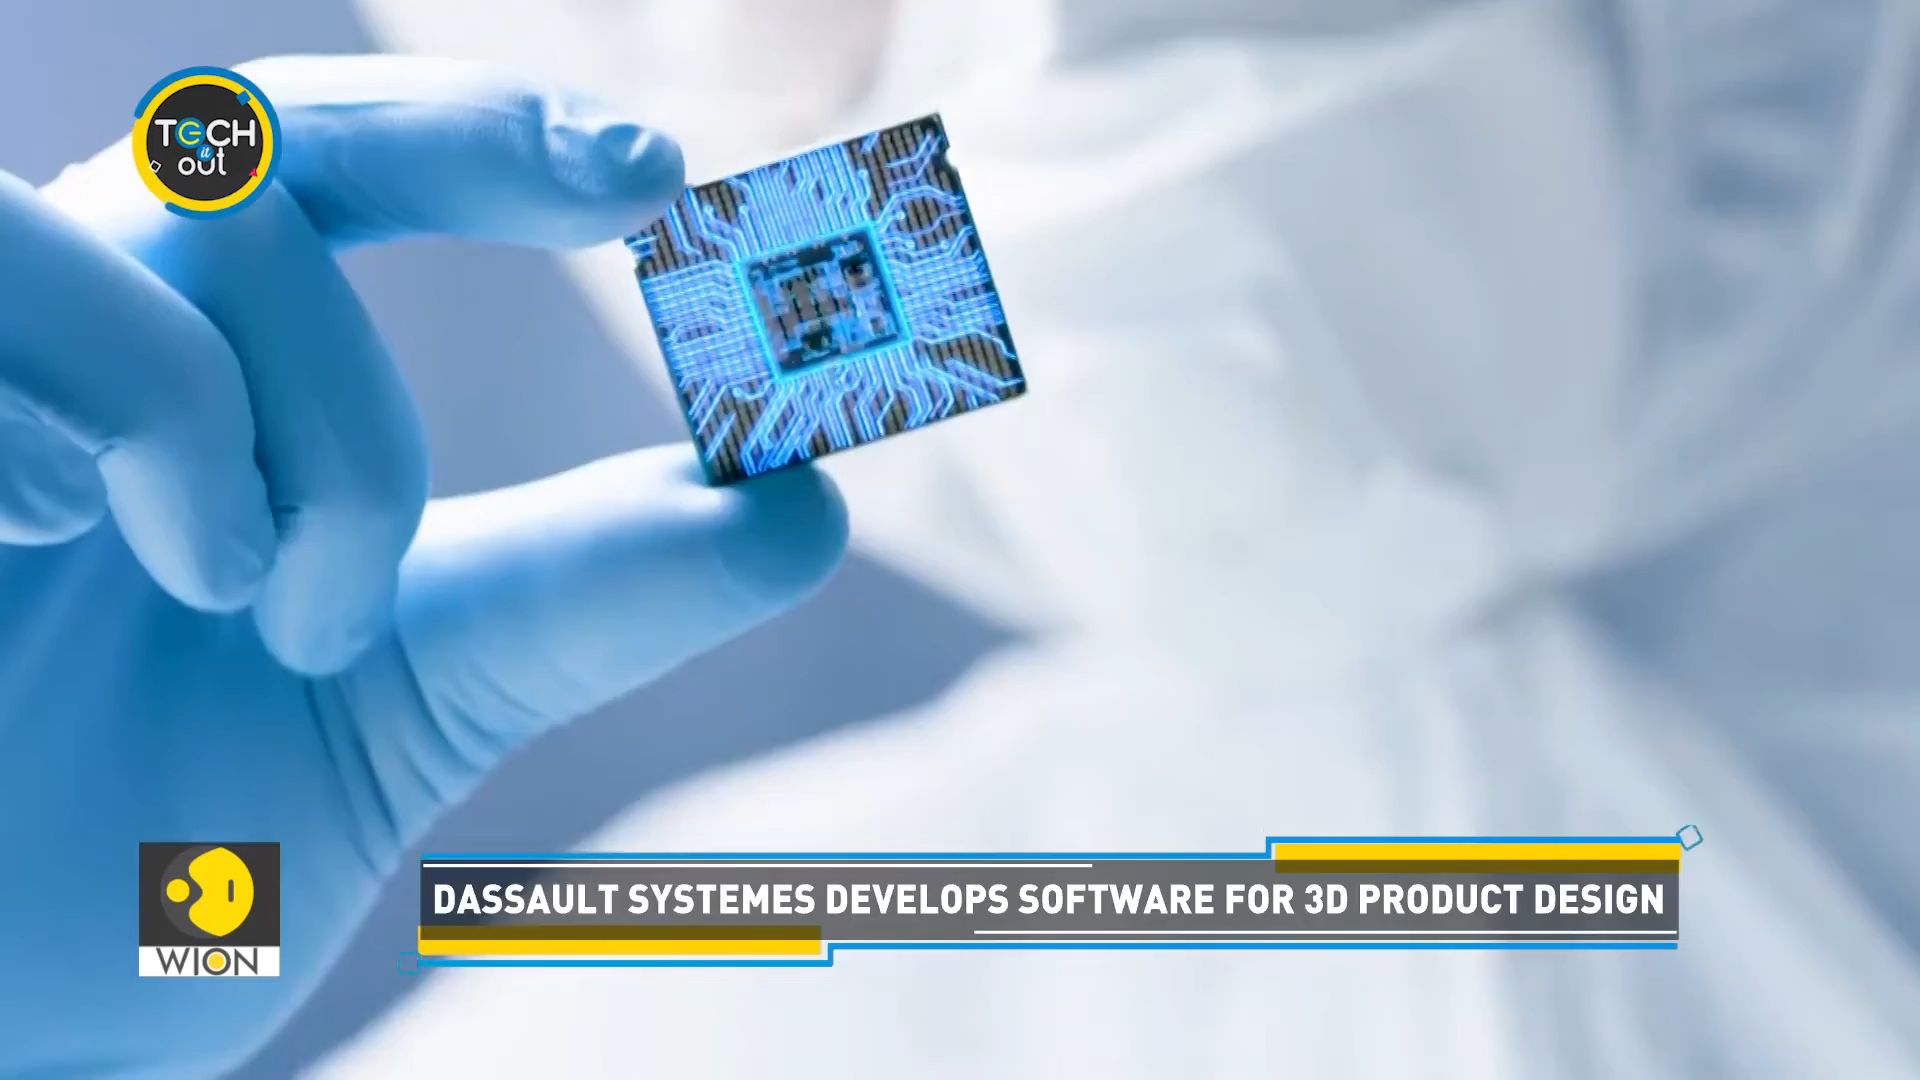 TECH
it
out
DASSAULT SYSTEMES DEVELOPS SOFTWARE FOR 3D PRODUCT DESIGN
WION